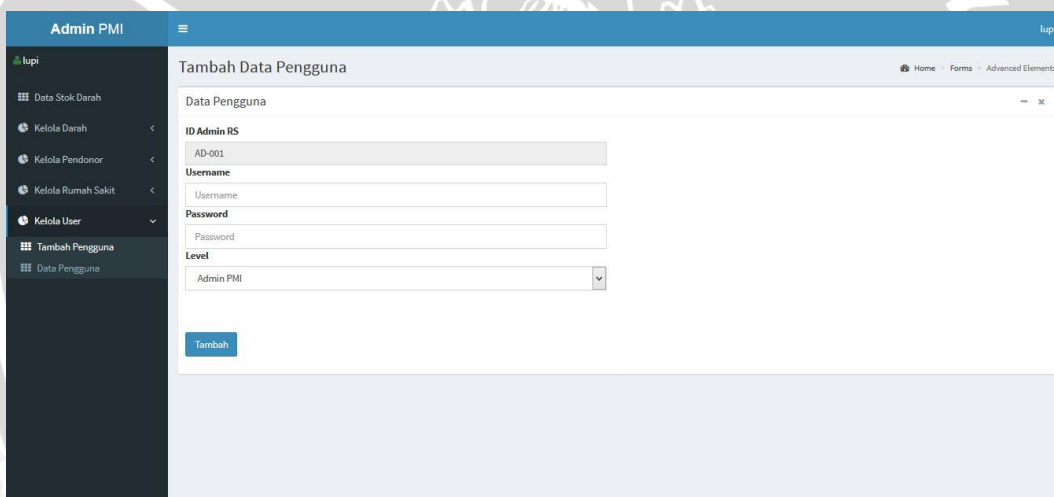 Admin PMI
lup
lupi
Tambah Data Pengguna
Home > Forms > Advanced Elements
Data Stok Darah
Kelola Darah
Kelola Pendonor
Kelola Rumah Sakit
Kelola User
Tambah Pengguna
Data Pengguna
Data Pengguna
ID Admin RS
AD-001
Username
Username
Password
Password
Level
Admin PMI
Tambah